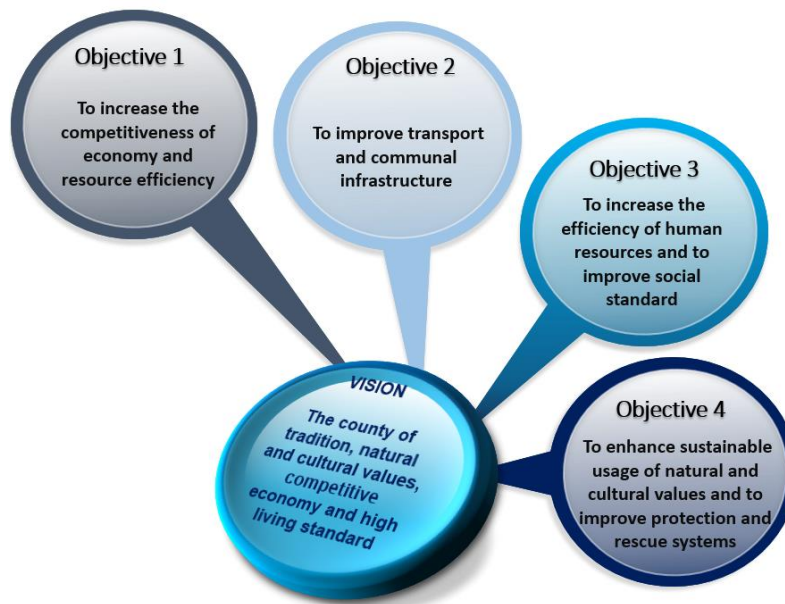 Objective 1
To increase the
competitiveness of
economy and
resource efficiency
Objective 2
To improve transport
and communal
infrastructure
Objective 3
To increase the
efficiency of human
resources and to
improve social
standard
Objective 4
To enhance sustainable
usage of natural and
cultural values and to
improve protection and
rescue systems
VISION
The county of
tradition, natural
and cultural values,
competitive
economy and high
living standard